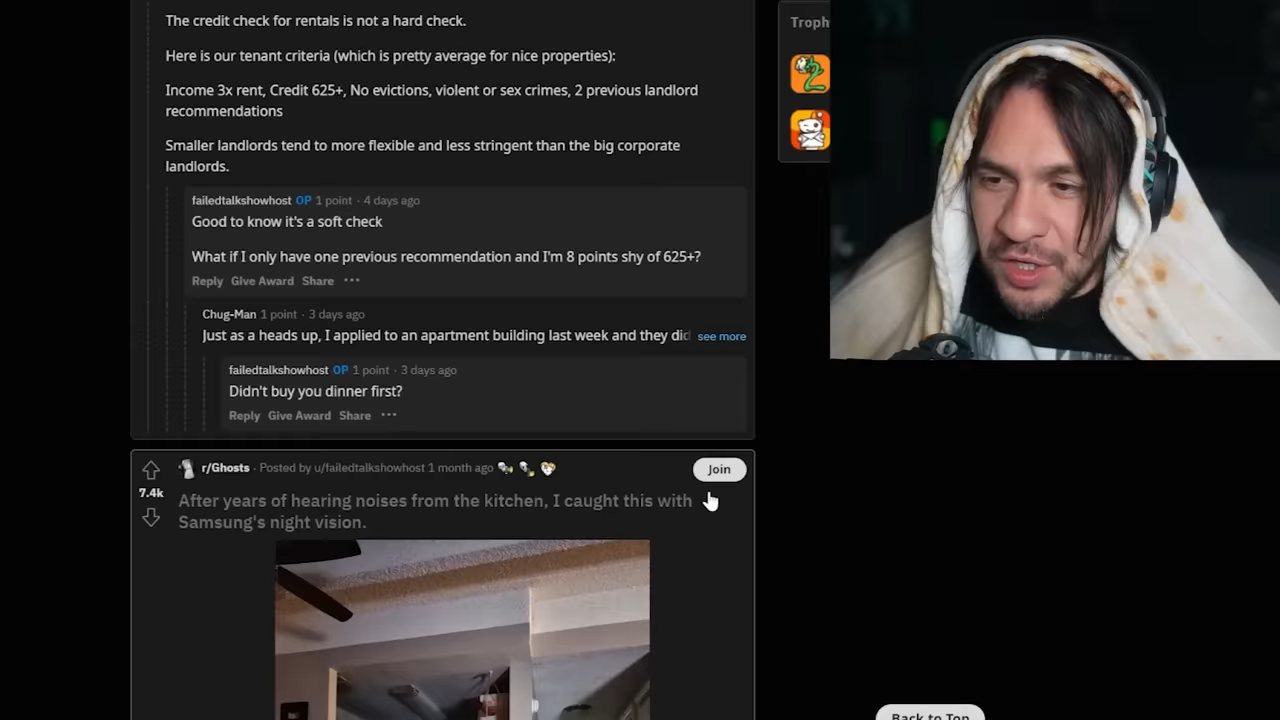 The credit check for rentals is not a hard check.
Troph
Here is our tenant criteria (which is pretty average for nice properties):
Income 3x rent, Credit 625+, No evictions, violent or sex crimes, 2 previous landlord
recommendations
Smaller landlords tend to more flexible and less stringent than the big corporate
landlords.
failedtalkshowhost OP 1 point · 4 days ago
Good to know it's a soft check
What if I only have one previous recommendation and I'm 8 points shy of 625+?
Reply Give Award Share ...
Chug-Man 1 point · 3 days ago
Just as a heads up, I applied to an apartment building last week and they did see more
failedtalkshowhost OP 1 point · 3 days ago
Didn't buy you dinner first?
Reply Give Award Share ...
r/Ghosts · Posted by u/failedtalkshowhost 1 month ago
Join
7.4k
After years of hearing noises from the kitchen, I caught this with
Samsung's night vision.
Back to Top